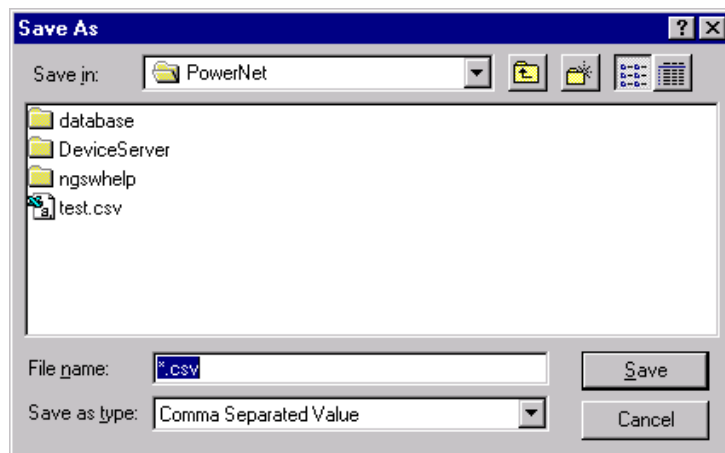 Save As
Save in: PowerNet
database
DeviceServer
ngswhelp
test.csv
File name: *.csv Save
Save as type: Comma Separated Value Cancel